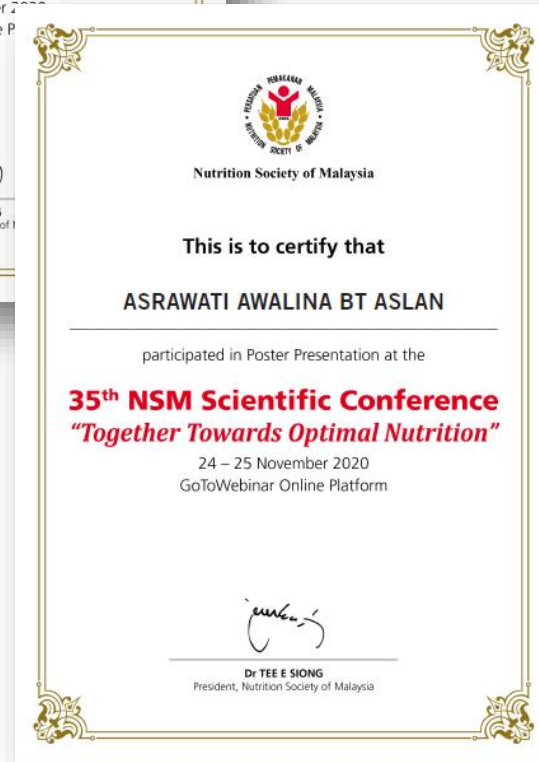 PERSATUAN PEMAKANAN MALAYSIA
NUTRITION SOCIETY OF MALAYSIA
Nutrition Society of Malaysia
This is to certify that
ASRAWATI AWALINA BT ASLAN
participated in Poster Presentation at the
35th NSM Scientific Conference
“Together Towards Optimal Nutrition”
24 – 25 November 2020
GoToWebinar Online Platform
Dr TEE E SIONG
President, Nutrition Society of Malaysia